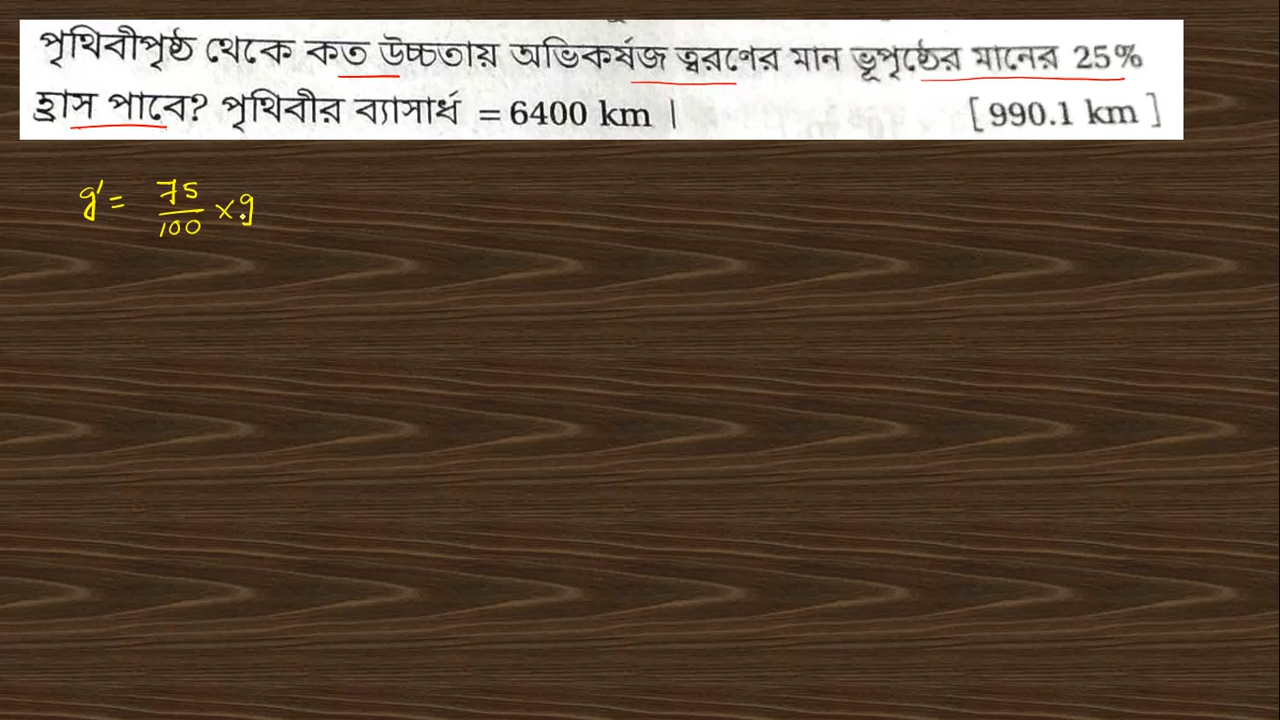 পৃথিবীপৃষ্ঠ থেকে কত উচ্চতায় অভিকর্ষজ ত্বরণের মান ভূপৃষ্ঠের মানের 25%
হ্রাস পাবে? পৃথিবীর ব্যাসার্ধ = 6400 km । [990.1 km]
g' = 75/100 × g